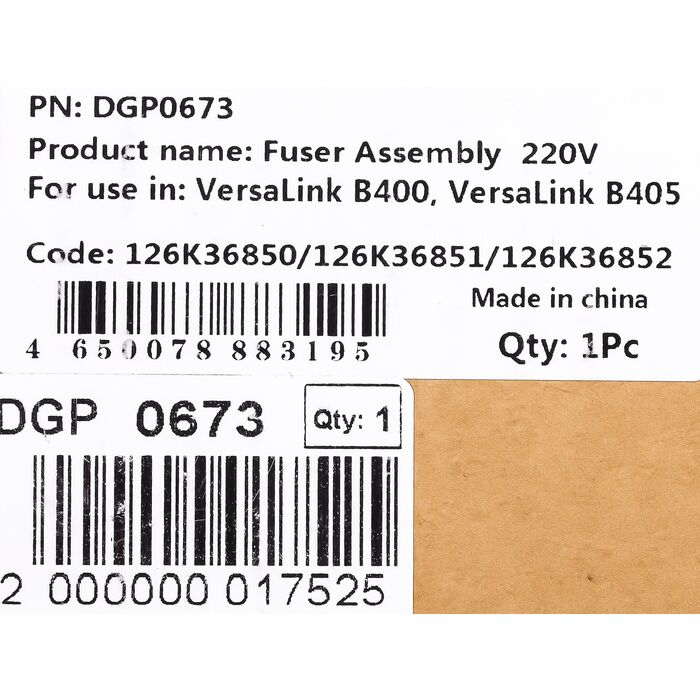 PN: DGP0673
Product name: Fuser Assembly 220V
For use in: VersaLink B400, VersaLink B405
Code: 126K36850/126K36851/126K36852
Made in china
4 650078 883195
Qty: 1Pc
DGP 0673
Qty: 1
2 000000 017525